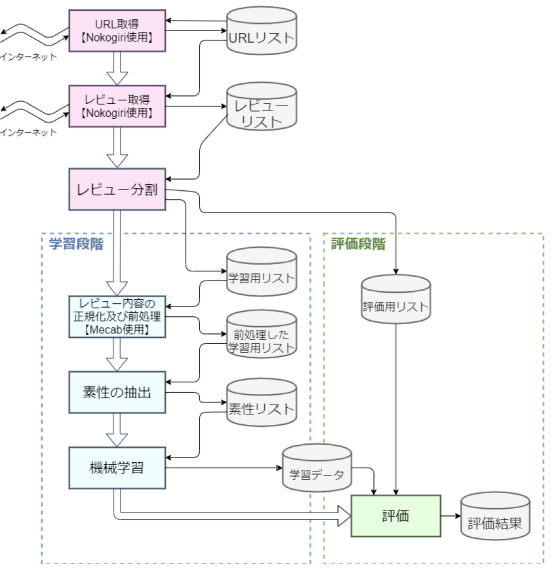 URL取得
【Nokogiri使用】
URLリスト
インターネット
レビュー取得
【Nokogiri使用】
レビュー
リスト
インターネット
レビュー分割
学習段階
評価段階
学習用リスト
評価用リスト
レビュー内容の
正規化及び前処理
【Mecab使用】
前処理した
学習用リスト
素性の抽出
素性リスト
機械学習
学習データ
評価
評価結果